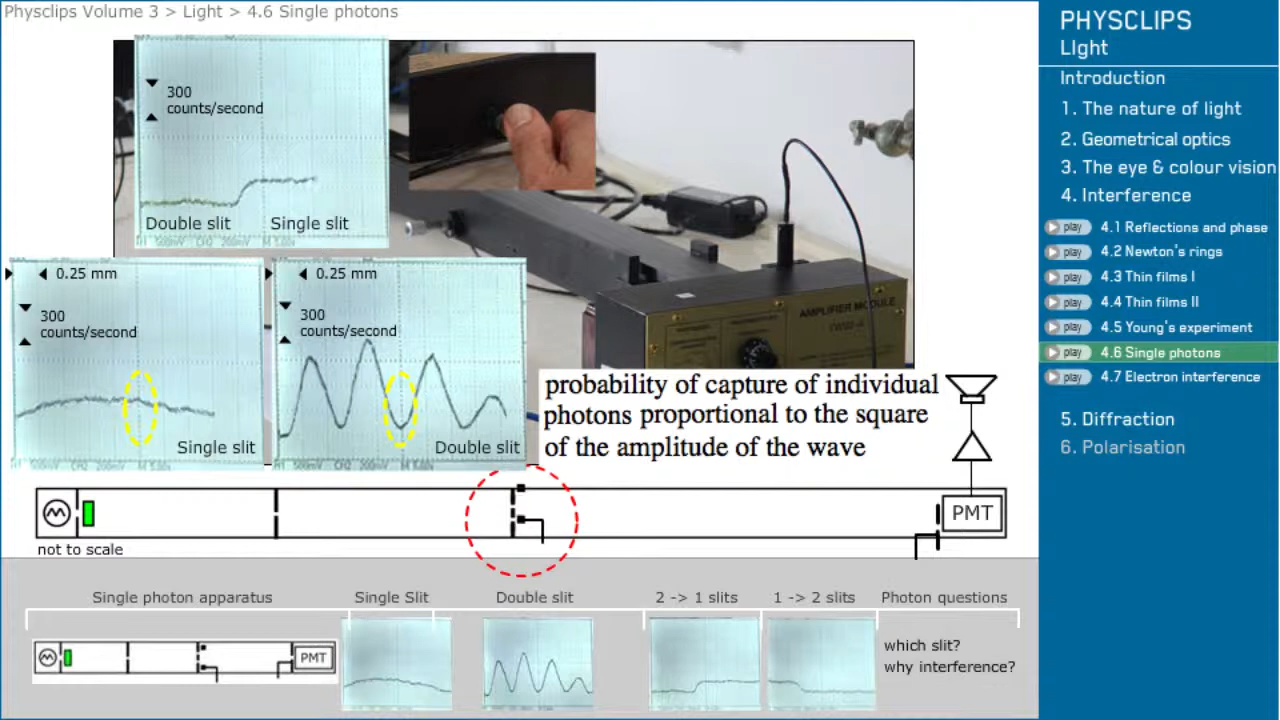 Physclips Volume 3 > Light > 4.6 Single photons
300
counts/second
Double slit
Single slit
0.25 mm
300
counts/second
Single slit
0.25 mm
300
counts/second
Double slit
AMPLIFIER MODULE
probability of capture of individual
photons proportional to the square
of the amplitude of the wave
PMT
not to scale
Single photon apparatus
Single Slit
Double slit
2 -> 1 slits
1 -> 2 slits
Photon questions
PMT
which slit?
why interference?
PHYSCLIPS
LIght
Introduction
1. The nature of light
2. Geometrical optics
3. The eye & colour vision
4. Interference
play 4.1 Reflections and phase
play 4.2 Newton's rings
play 4.3 Thin films I
play 4.4 Thin films II
play 4.5 Young's experiment
play 4.6 Single photons
play 4.7 Electron interference
5. Diffraction
6. Polarisation